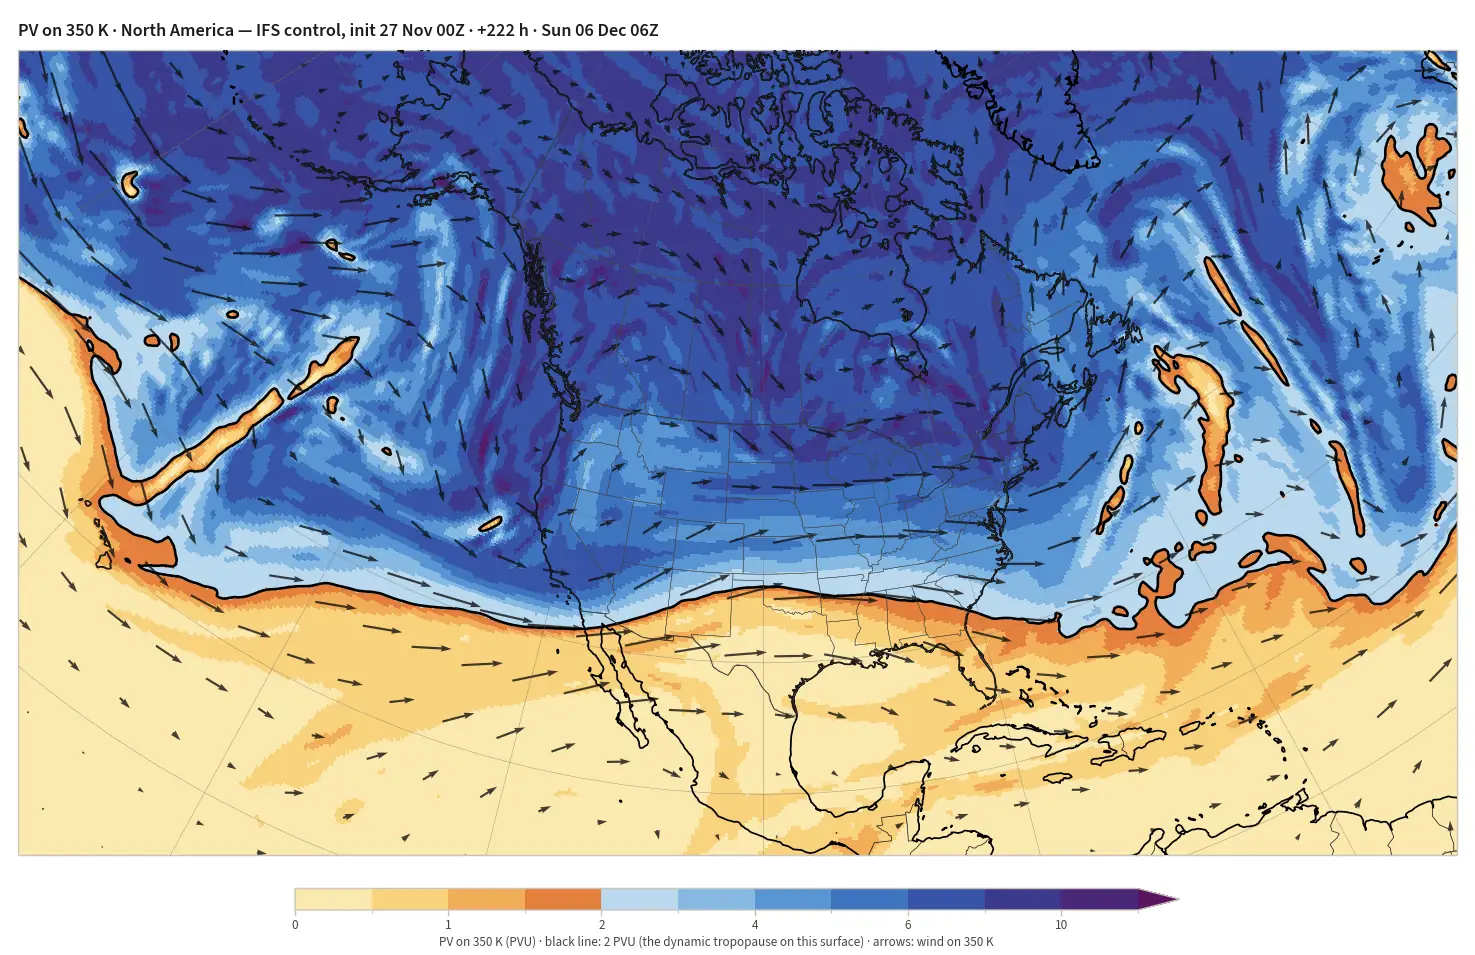 PV on 350 K · North America — IFS control, init 27 Nov 00Z · +222 h · Sun 06 Dec 06Z
0 1 2 4 6 10
PV on 350 K (PVU) · black line: 2 PVU (the dynamic tropopause on this surface) · arrows: wind on 350 K